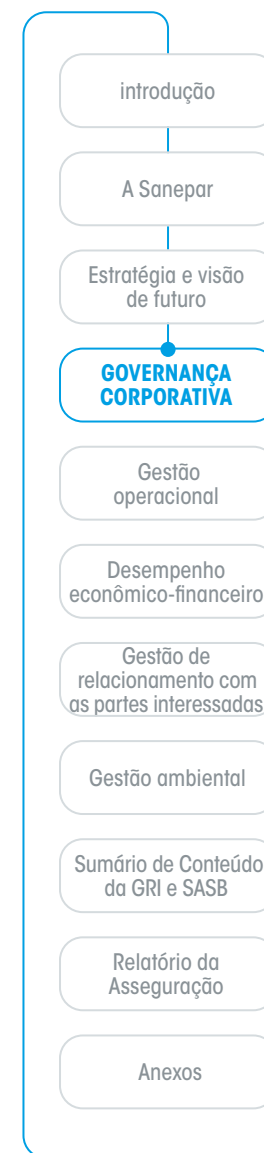 introdução
A Sanepar
Estratégia e visão
de futuro
GOVERNANÇA
CORPORATIVA
Gestão
operacional
Desempenho
econômico-financeiro
Gestão de
relacionamento com
as partes interessadas
Gestão ambiental
Sumário de Conteúdo
da GRI e SASB
Relatório da
Asseguração
Anexos